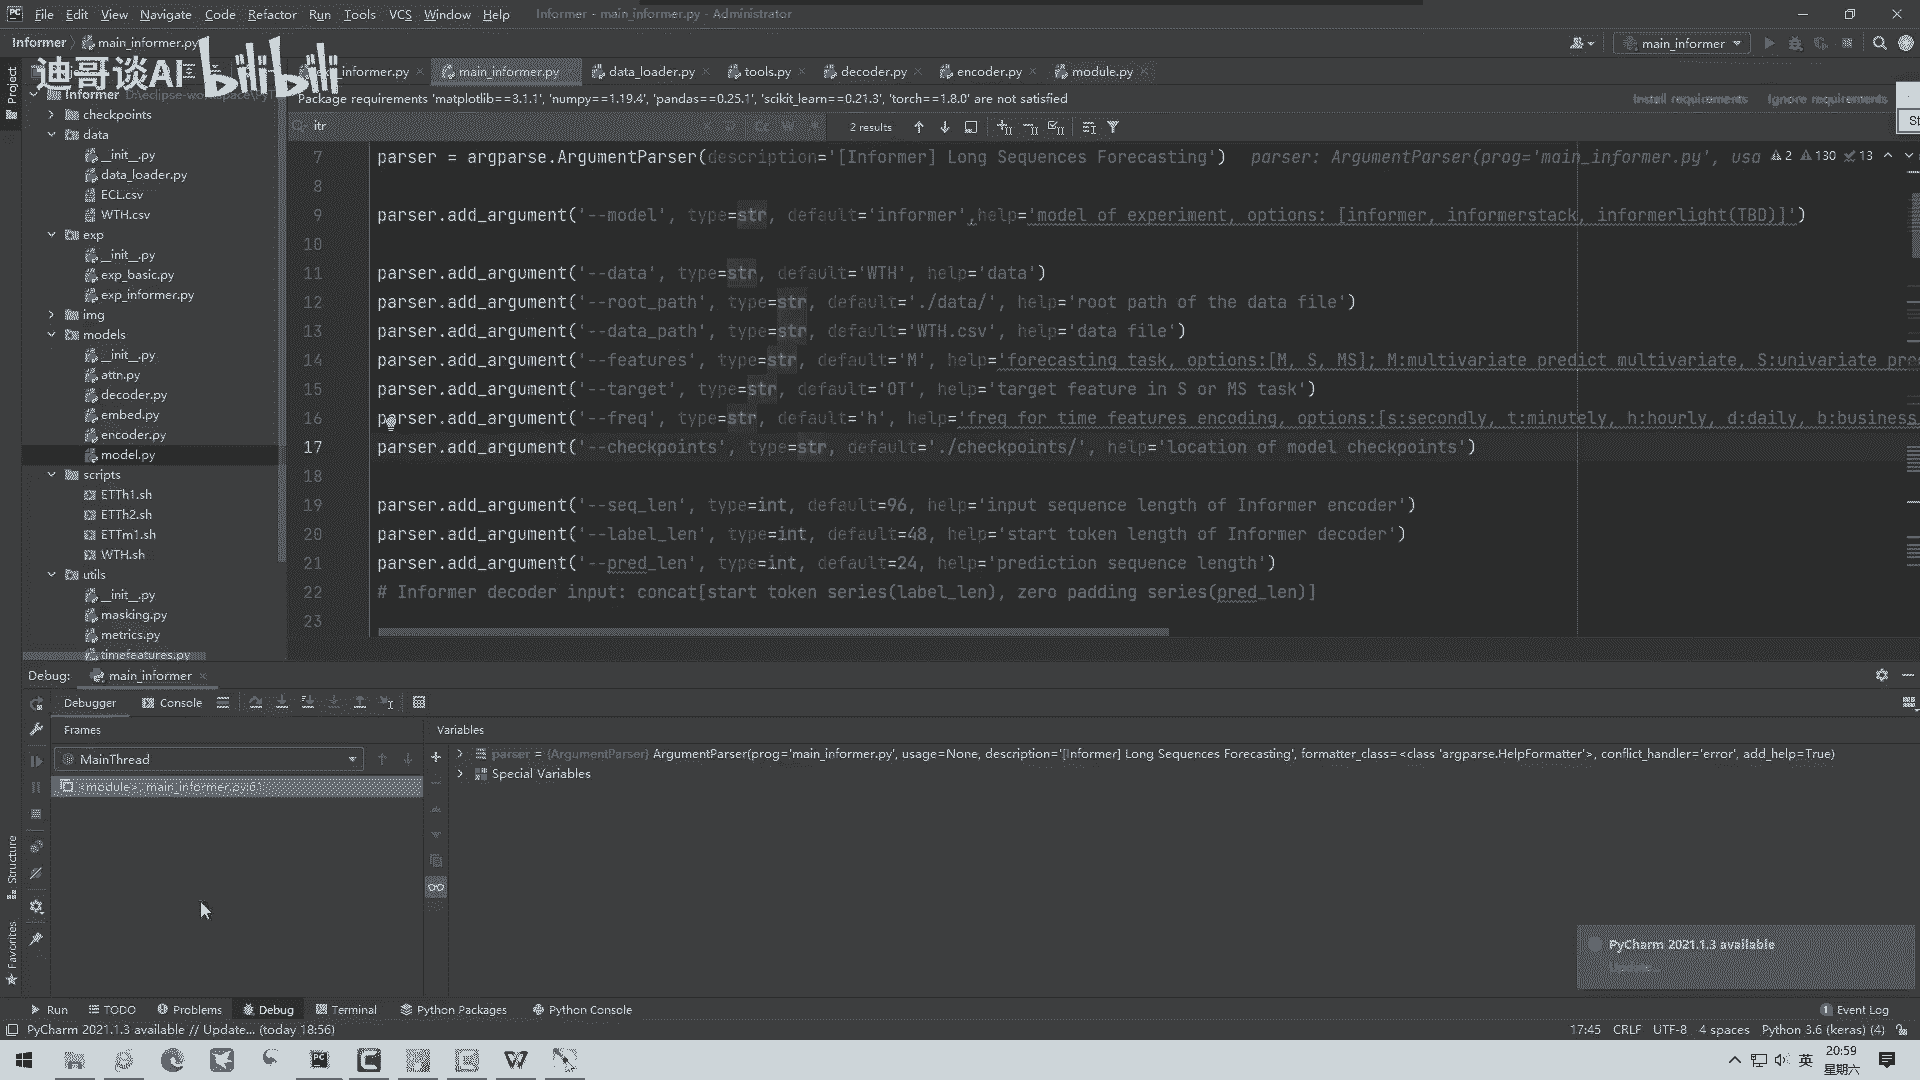 File Edit View Navigate Code Refactor Run Tools VCS Window Help Informer - main_informer.py - Administrator
Informer main_informer.py main_informer
迪哥谈AI bilibili
_informer.py main_informer.py data_loader.py tools.py decoder.py encoder.py module.py
Package requirements 'matplotlib==3.1.1', 'numpy==1.19.4', 'pandas==0.25.1', 'scikit_learn==0.21.3', 'torch==1.8.0' are not satisfied Install requirements Ignore requirements
itr Cc W 2 results
Project
Informer
checkpoints
data
__init__.py
data_loader.py
ECL.csv
WTH.csv
exp
__init__.py
exp_basic.py
exp_informer.py
img
models
__init__.py
attn.py
decoder.py
embed.py
encoder.py
model.py
scripts
ETTh1.sh
ETTh2.sh
ETTm1.sh
WTH.sh
utils
__init__.py
masking.py
metrics.py
timefeatures.py
7 parser = argparse.ArgumentParser(description='[Informer] Long Sequences Forecasting') parser: ArgumentParser(prog='main_informer.py', usa 2 130 13
8
9 parser.add_argument('--model', type=str, default='informer',help='model of experiment, options: [informer, informerstack, informerlight(TBD)]')
10
11 parser.add_argument('--data', type=str, default='WTH', help='data')
12 parser.add_argument('--root_path', type=str, default='./data/', help='root path of the data file')
13 parser.add_argument('--data_path', type=str, default='WTH.csv', help='data file')
14 parser.add_argument('--features', type=str, default='M', help='forecasting task, options:[M, S, MS]; M:multivariate predict multivariate, S:univariate pre
15 parser.add_argument('--target', type=str, default='OT', help='target feature in S or MS task')
16 parser.add_argument('--freq', type=str, default='h', help='freq for time features encoding, options:[s:secondly, t:minutely, h:hourly, d:daily, b:business
17 parser.add_argument('--checkpoints', type=str, default='./checkpoints/', help='location of model checkpoints')
18
19 parser.add_argument('--seq_len', type=int, default=96, help='input sequence length of Informer encoder')
20 parser.add_argument('--label_len', type=int, default=48, help='start token length of Informer decoder')
21 parser.add_argument('--pred_len', type=int, default=24, help='prediction sequence length')
22 # Informer decoder input: concat[start token series(label_len), zero padding series(pred_len)]
23
Debug: main_informer
Debugger Console
Frames Variables
MainThread
parser = {ArgumentParser} ArgumentParser(prog='main_informer.py', usage=None, description='[Informer] Long Sequences Forecasting', formatter_class=<class 'argparse.HelpFormatter'>, conflict_handler='error', add_help=True)
Special Variables
<module>, main_informer.py:
Structure
Favorites
PyCharm 2021.1.3 available
Update...
Run TODO Problems Debug Terminal Python Packages Python Console 1 Event Log
PyCharm 2021.1.3 available // Update... (today 18:56) 17:45 CRLF UTF-8 4 spaces Python 3.6 (keras) (4)
英 20:59
星期六